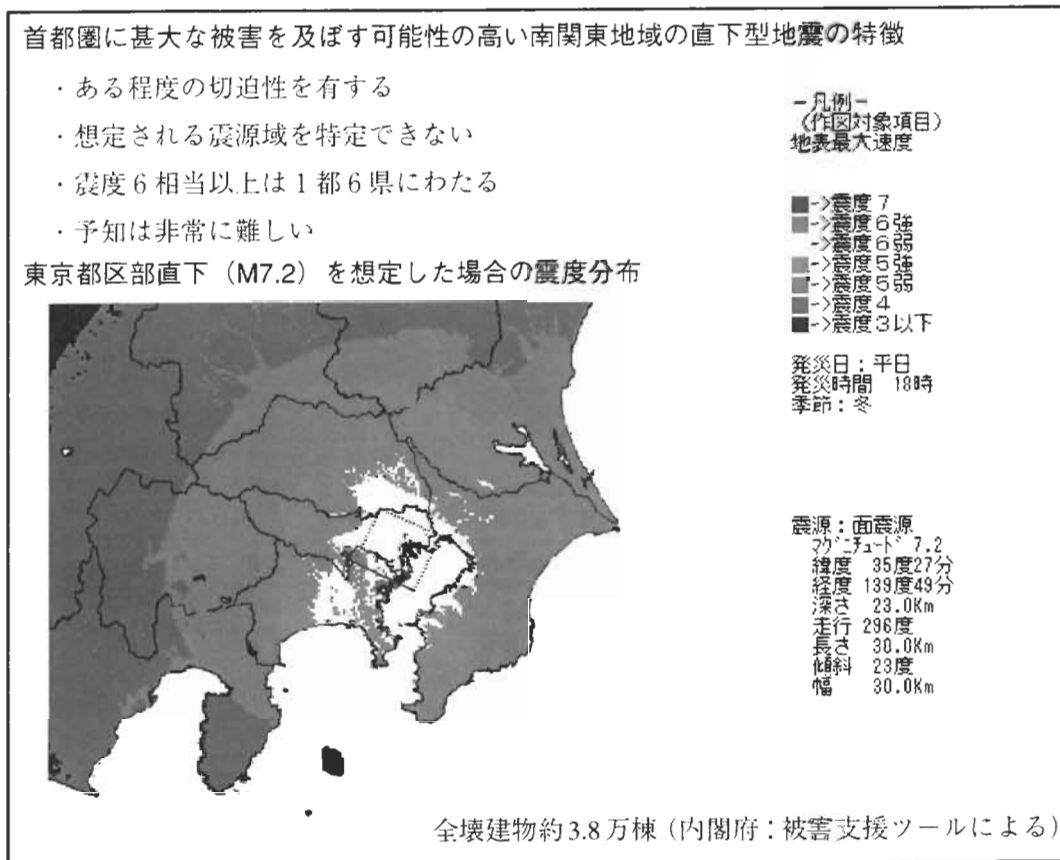 首都圏に甚大な被害を及ぼす可能性の高い南関東地域の直下型地震の特徴
・ある程度の切迫性を有する
・想定される震源域を特定できない
・震度6相当以上は1都6県にわたる
・予知は非常に難しい
東京都区部直下（M7.2）を想定した場合の震度分布
－凡例－
（作図対象項目）
地表最大速度
->震度7
->震度6強
->震度6弱
->震度5強
->震度5弱
->震度4
->震度3以下
発災日：平日
発災時間 18時
季節：冬
震源：面震源
マグニチュード 7.2
緯度 35度27分
経度 139度49分
深さ 23.0Km
走行 296度
長さ 30.0Km
傾斜 23度
幅 30.0Km
全壊建物約3.8万棟（内閣府：被害支援ツールによる）